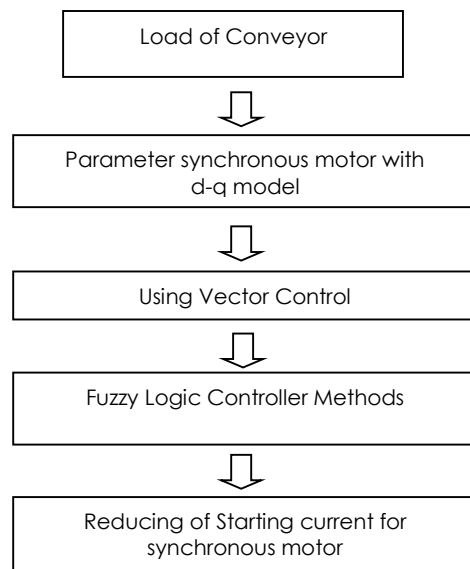 Load of Conveyor
Parameter synchronous motor with
d-q model
Using Vector Control
Fuzzy Logic Controller Methods
Reducing of Starting current for
synchronous motor